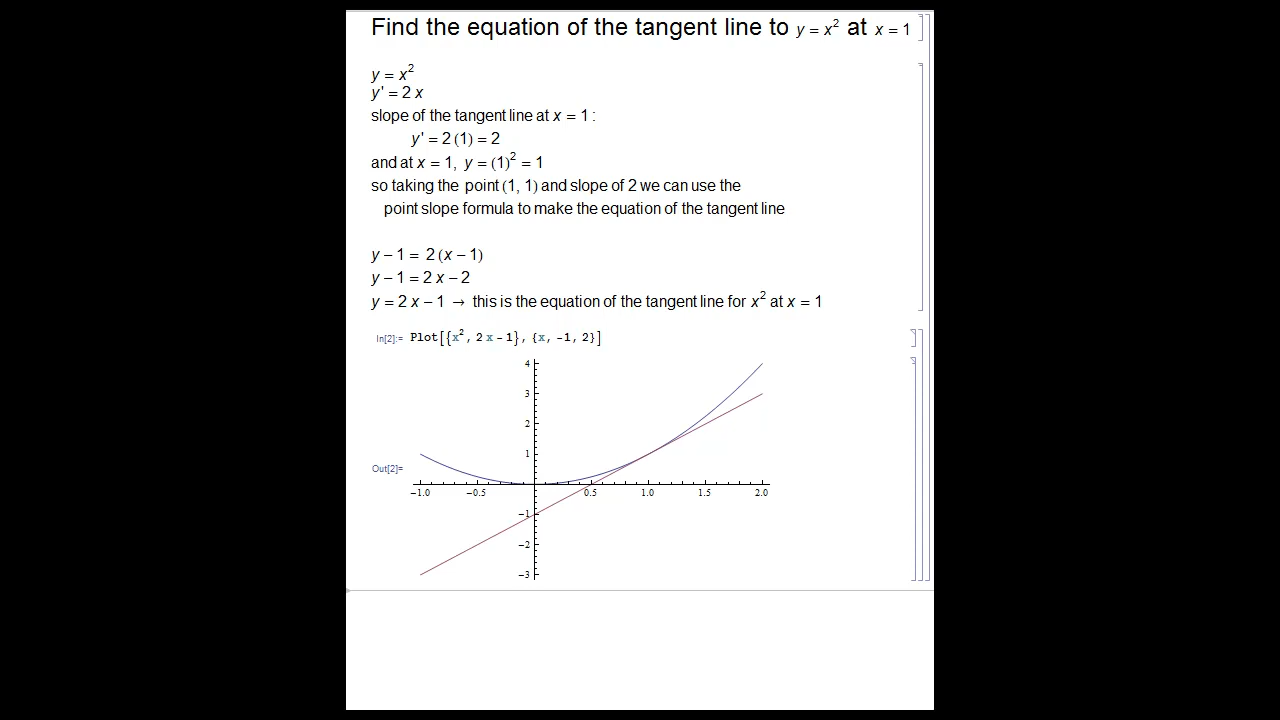 Find the equation of the tangent line to y = x² at x = 1
y = x²
y' = 2 x
slope of the tangent line at x = 1 :
y' = 2 (1) = 2
and at x = 1, y = (1)² = 1
so taking the point (1, 1) and slope of 2 we can use the
point slope formula to make the equation of the tangent line
y − 1 = 2 (x − 1)
y − 1 = 2 x − 2
y = 2 x − 1 → this is the equation of the tangent line for x² at x = 1
In[2]:= Plot[{x², 2 x − 1}, {x, -1, 2}]
4
3
2
1
Out[2]=
−1.0 −0.5 0.5 1.0 1.5 2.0
−1
−2
−3